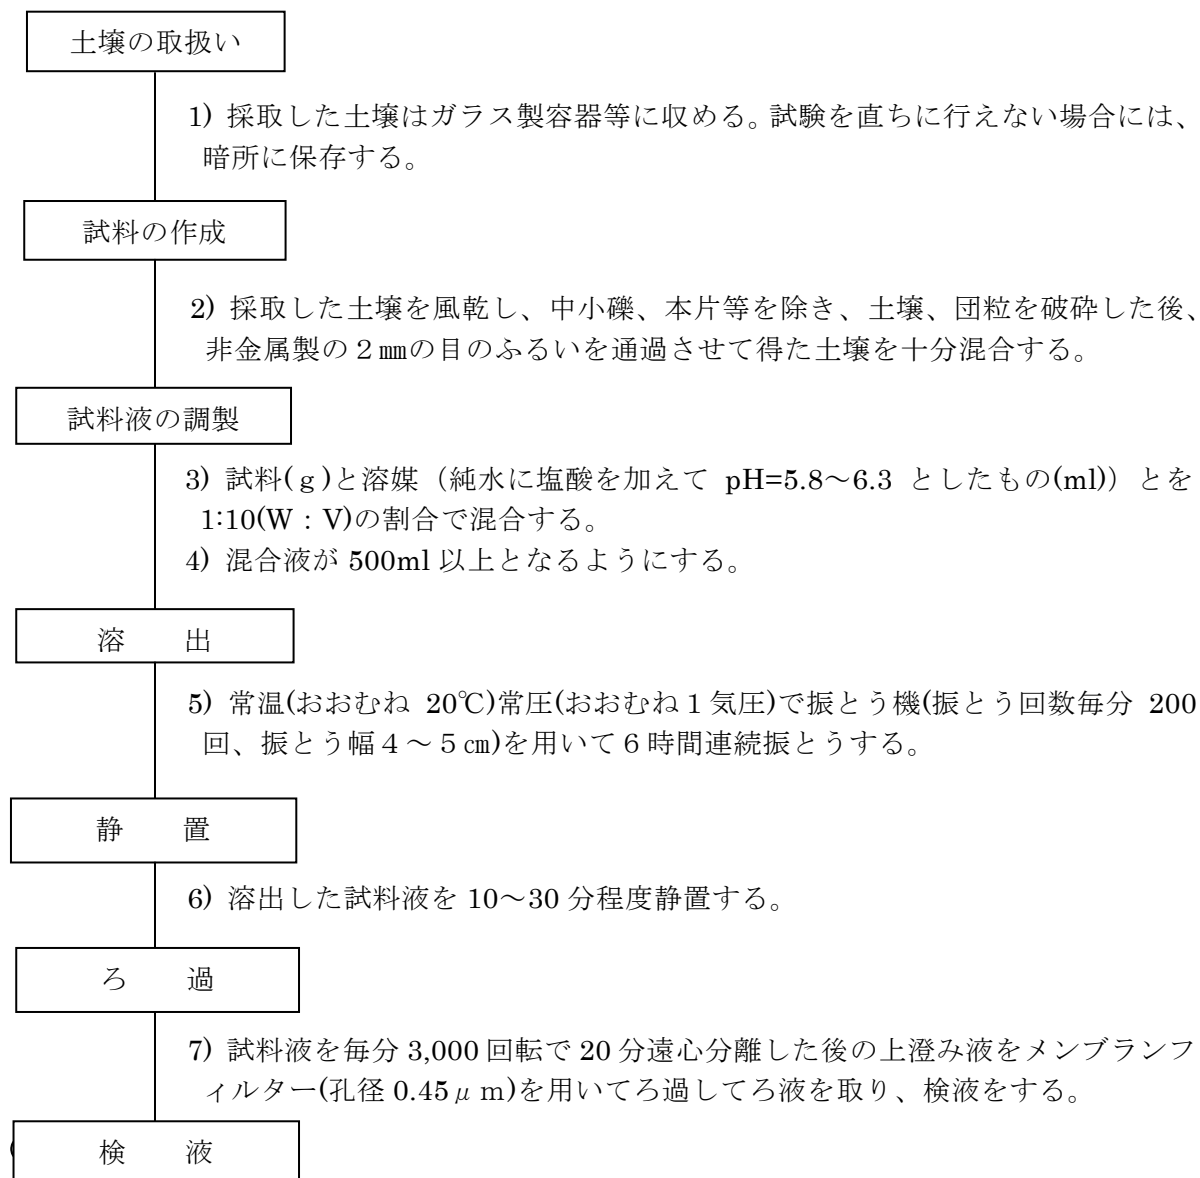 土壌の取扱い
1) 採取した土壌はガラス製容器等に収める。試験を直ちに行えない場合には、
暗所に保存する。
試料の作成
2) 採取した土壌を風乾し、中小礫、本片等を除き、土壌、団粒を破砕した後、
非金属製の２㎜の目のふるいを通過させて得た土壌を十分混合する。
試料液の調製
3) 試料(ｇ)と溶媒（純水に塩酸を加えて pH=5.8～6.3 としたもの(ml)）とを
1:10(W：V)の割合で混合する。
4) 混合液が 500ml 以上となるようにする。
溶　　出
5) 常温(おおむね 20℃)常圧(おおむね１気圧)で振とう機(振とう回数毎分 200
回、振とう幅４～５㎝)を用いて６時間連続振とうする。
静　　置
6) 溶出した試料液を 10～30 分程度静置する。
ろ　　過
7) 試料液を毎分 3,000 回転で 20 分遠心分離した後の上澄み液をメンブランフ
ィルター(孔径 0.45μｍ)を用いてろ過してろ液を取り、検液をする。
検　　液